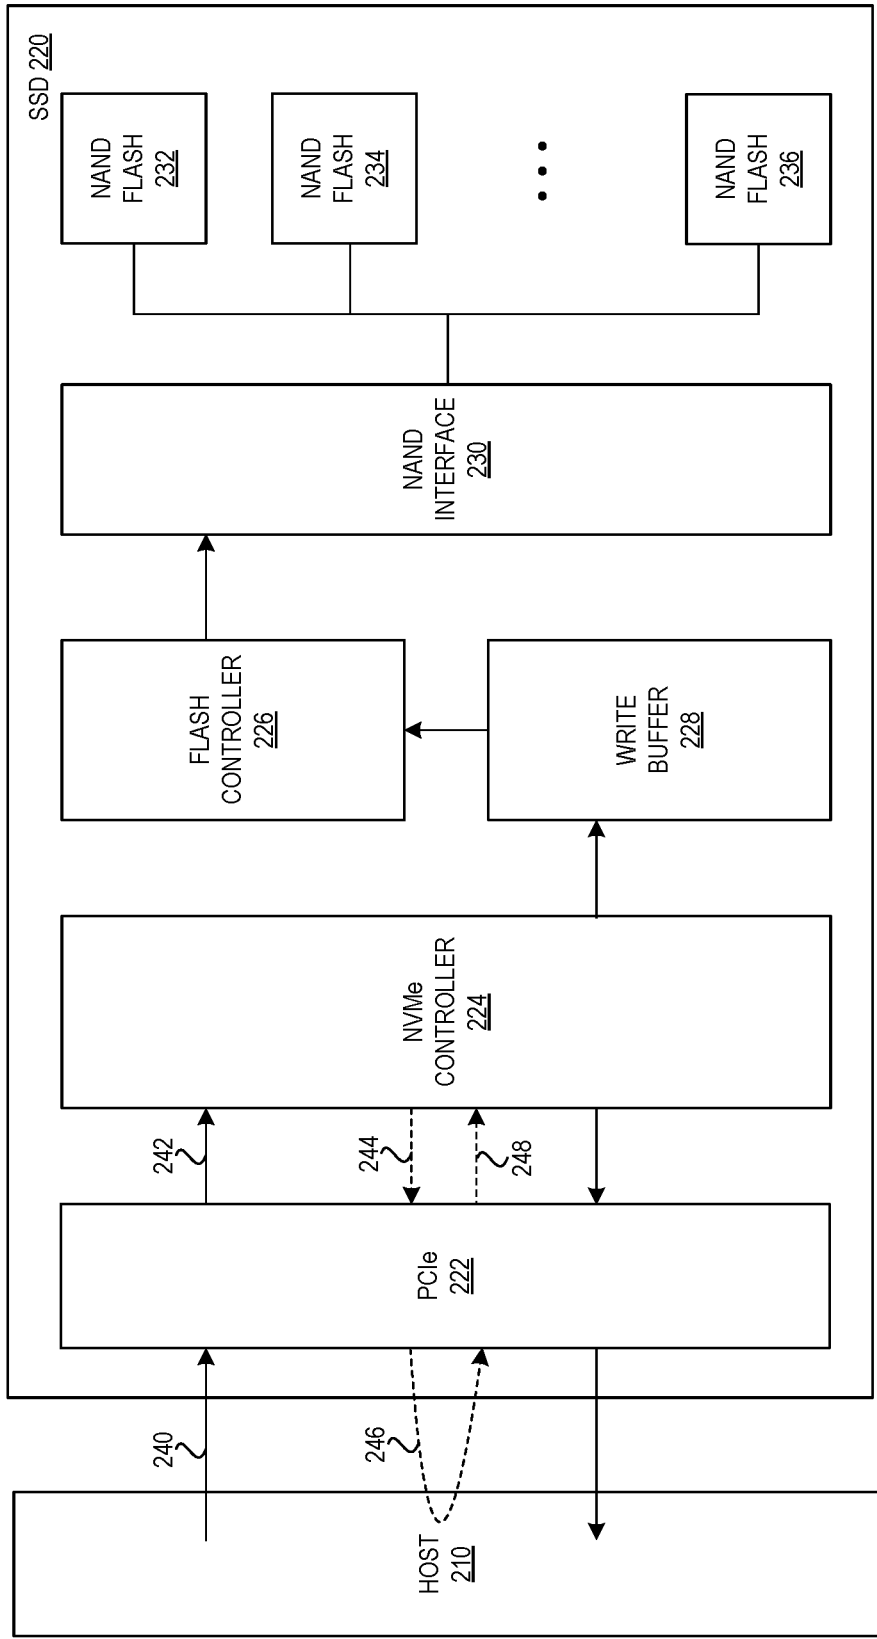 SSD 220
HOST
210
240
246
PCIe
222
242
244
248
NVMe
CONTROLLER
224
FLASH
CONTROLLER
226
WRITE
BUFFER
228
NAND
INTERFACE
230
NAND
FLASH
232
NAND
FLASH
234
NAND
FLASH
236